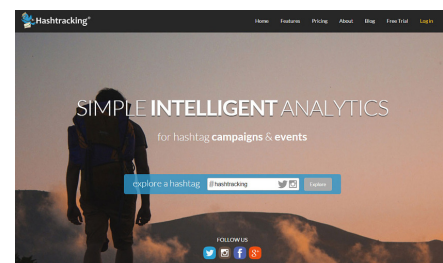 Hashtracking®
Home Features Pricing About Blog Free Trial Log In
SIMPLE INTELLIGENT ANALYTICS
for hashtag campaigns & events
explore a hashtag #hashtracking Explore
FOLLOW US